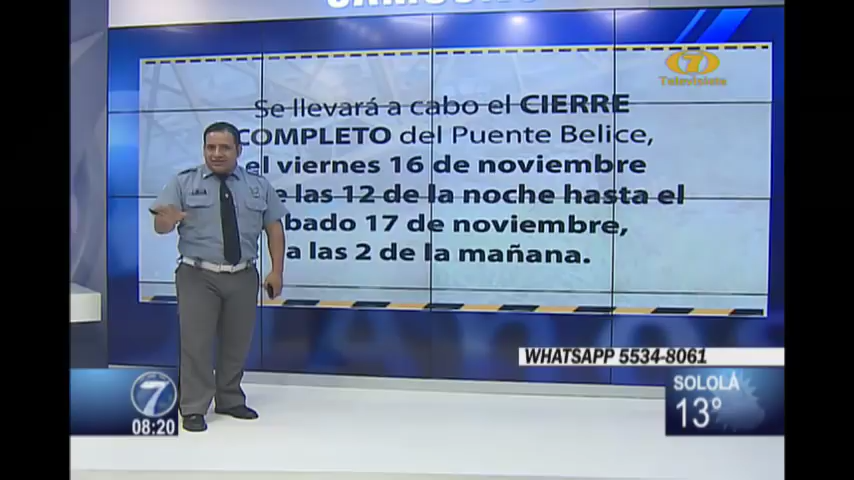 7
Televisiete
Se llevará a cabo el CIERRE
COMPLETO del Puente Belice,
el viernes 16 de noviembre
las 12 de la noche hasta el
17 de noviembre,
a las 2 de la mañana.
WHATSAPP 5534-8061
SOLOLÁ
13°
7
08:20